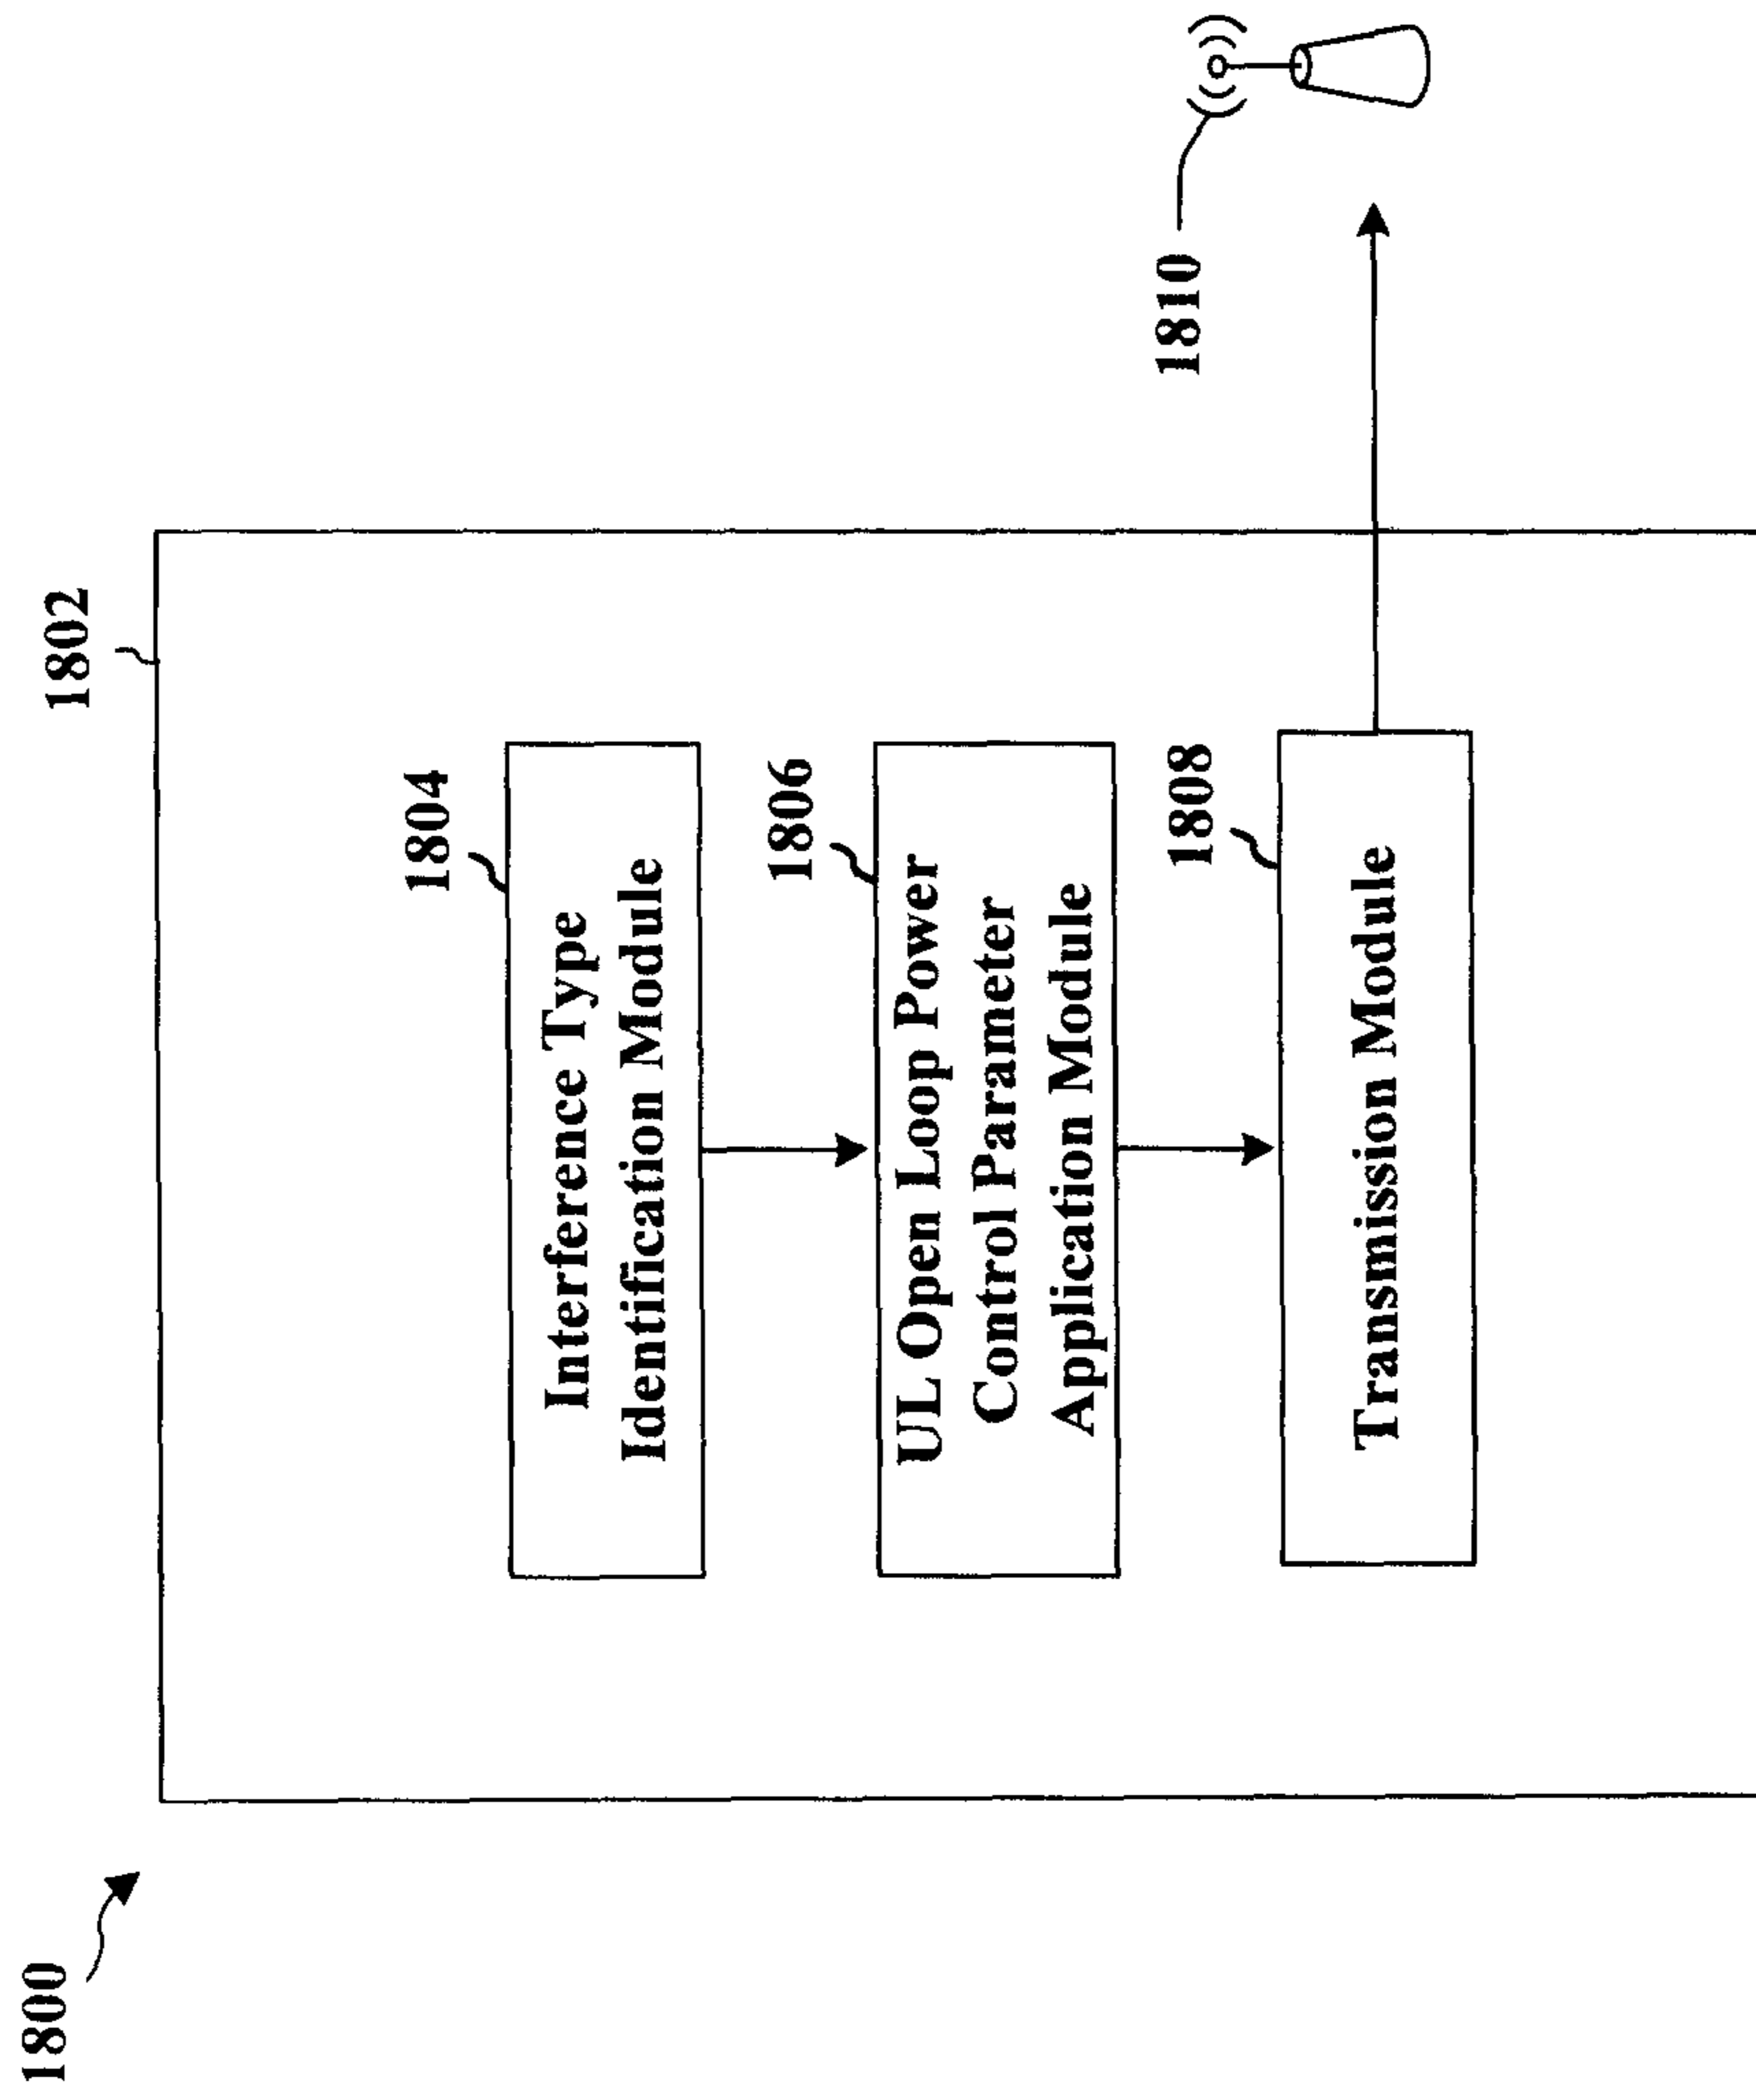 1800
1802
1804
Interference Type
Identification Module
1806
UL Open Loop Power
Control Parameter
Application Module
1808
Transmission Module
1810